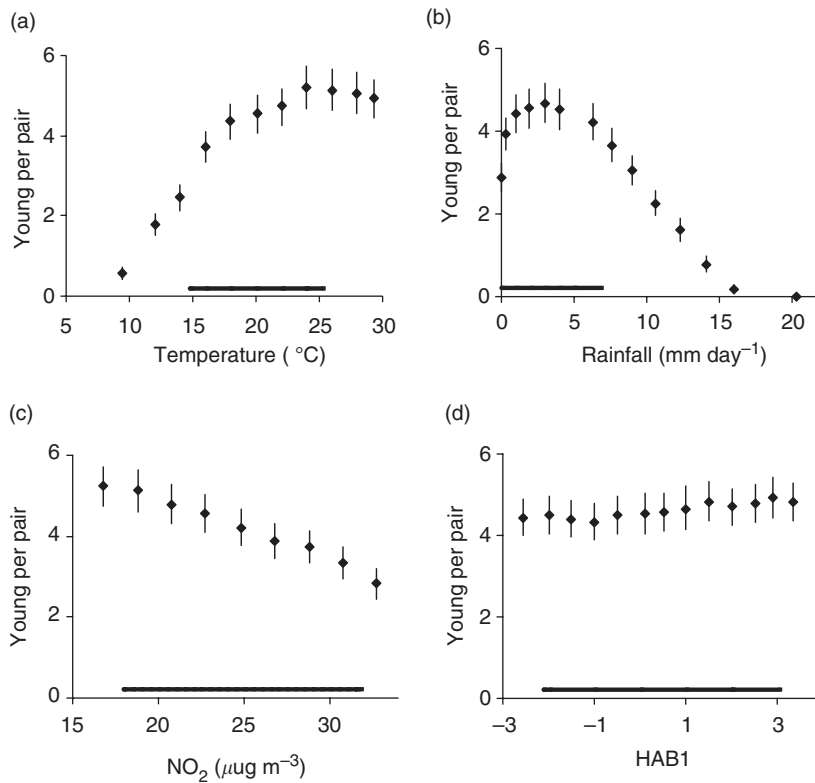 (a)
6
4
2
0
Young per pair
5 10 15 20 25 30
Temperature ( °C)
(b)
6
4
2
0
Young per pair
0 5 10 15 20
Rainfall (mm day⁻¹)
(c)
6
4
2
0
Young per pair
15 20 25 30
NO₂ (μug m⁻³)
(d)
6
4
2
0
Young per pair
−3 −1 1 3
HAB1